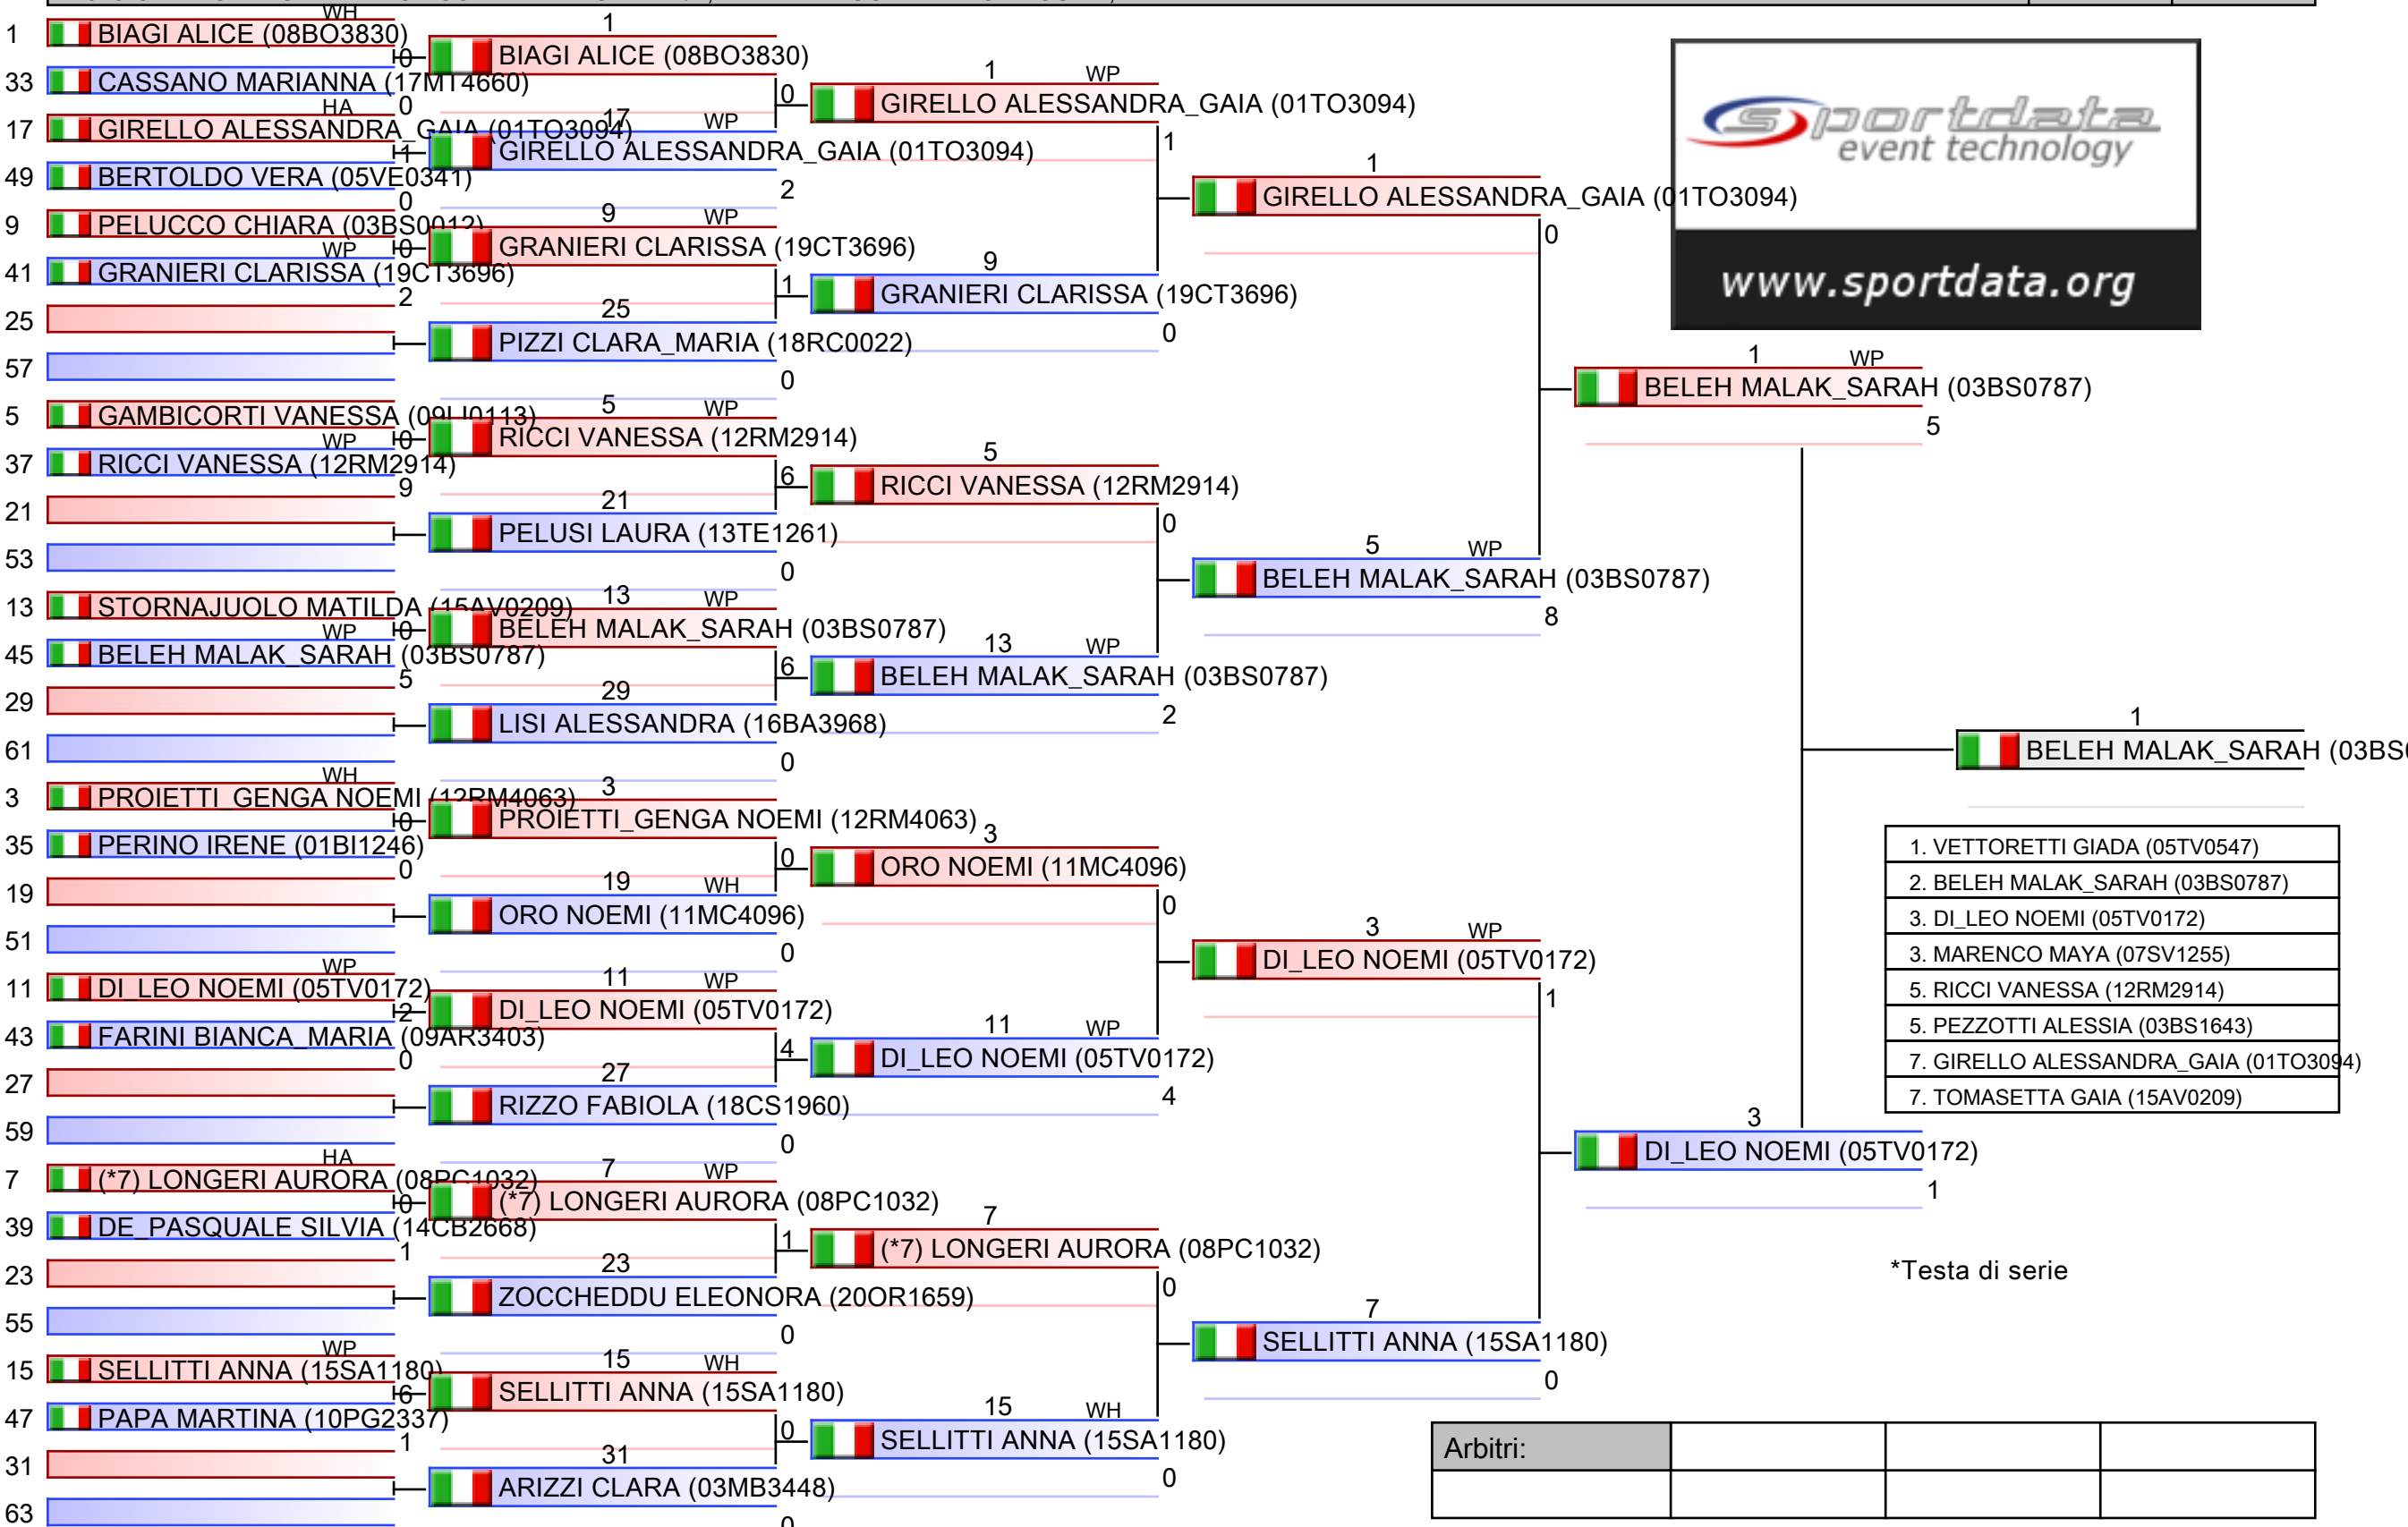 1 BIAGI ALICE (08BO3830) WH 0
33 CASSANO MARIANNA (17MT4660) 0
17 GIRELLO ALESSANDRA_GAIA (01TO3094) HA 1
49 BERTOLDO VERA (05VE0341) 0
9 PELUCCO CHIARA (03BS0012) 0
41 GRANIERI CLARISSA (19CT3696) WP 2
25
57
5 GAMBICORTI VANESSA (09LI0113) 0
37 RICCI VANESSA (12RM2914) WP 9
21
53
13 STORNAJUOLO MATILDA (15AV0209) 0
45 BELEH MALAK_SARAH (03BS0787) WP 5
29
61
3 PROIETTI_GENGA NOEMI (12RM4063) WH 0
35 PERINO IRENE (01BI1246) 0
19
51
11 DI_LEO NOEMI (05TV0172) WP 2
43 FARINI BIANCA_MARIA (09AR3403) 0
27
59
7 (*7) LONGERI AURORA (08PC1032) HA 0
39 DE_PASQUALE SILVIA (14CB2668) 1
23
55
15 SELLITTI ANNA (15SA1180) WP 6
47 PAPA MARTINA (10PG2337) 1
31
63
1 BIAGI ALICE (08BO3830) 0
17 WP GIRELLO ALESSANDRA_GAIA (01TO3094) 2
9 WP GRANIERI CLARISSA (19CT3696) 1
25 PIZZI CLARA_MARIA (18RC0022) 0
5 WP RICCI VANESSA (12RM2914) 6
21 PELUSI LAURA (13TE1261) 0
13 WP BELEH MALAK_SARAH (03BS0787) 6
29 LISI ALESSANDRA (16BA3968) 0
3 PROIETTI_GENGA NOEMI (12RM4063) 0
19 WH ORO NOEMI (11MC4096) 0
11 WP DI_LEO NOEMI (05TV0172) 4
27 RIZZO FABIOLA (18CS1960) 0
7 WP (*7) LONGERI AURORA (08PC1032) 1
23 ZOCCHEDDU ELEONORA (20OR1659) 0
15 WH SELLITTI ANNA (15SA1180) 0
31 ARIZZI CLARA (03MB3448) 0
1 WP GIRELLO ALESSANDRA_GAIA (01TO3094) 1
9 GRANIERI CLARISSA (19CT3696) 0
5 RICCI VANESSA (12RM2914) 0
13 WP BELEH MALAK_SARAH (03BS0787) 2
3 ORO NOEMI (11MC4096) 0
11 WP DI_LEO NOEMI (05TV0172) 4
7 (*7) LONGERI AURORA (08PC1032) 0
15 WH SELLITTI ANNA (15SA1180) 0
1 GIRELLO ALESSANDRA_GAIA (01TO3094) 0
5 WP BELEH MALAK_SARAH (03BS0787) 8
3 WP DI_LEO NOEMI (05TV0172) 1
7 SELLITTI ANNA (15SA1180) 0
sportdata
event technology
www.sportdata.org
1 WP BELEH MALAK_SARAH (03BS0787) 5
3 DI_LEO NOEMI (05TV0172) 1
1 BELEH MALAK_SARAH
1. VETTORETTI GIADA (05TV0547)
2. BELEH MALAK_SARAH (03BS0787)
3. DI_LEO NOEMI (05TV0172)
3. MARENCO MAYA (07SV1255)
5. RICCI VANESSA (12RM2914)
5. PEZZOTTI ALESSIA (03BS1643)
7. GIRELLO ALESSANDRA_GAIA (01TO3094)
7. TOMASETTA GAIA (15AV0209)
*Testa di serie
Arbitri: